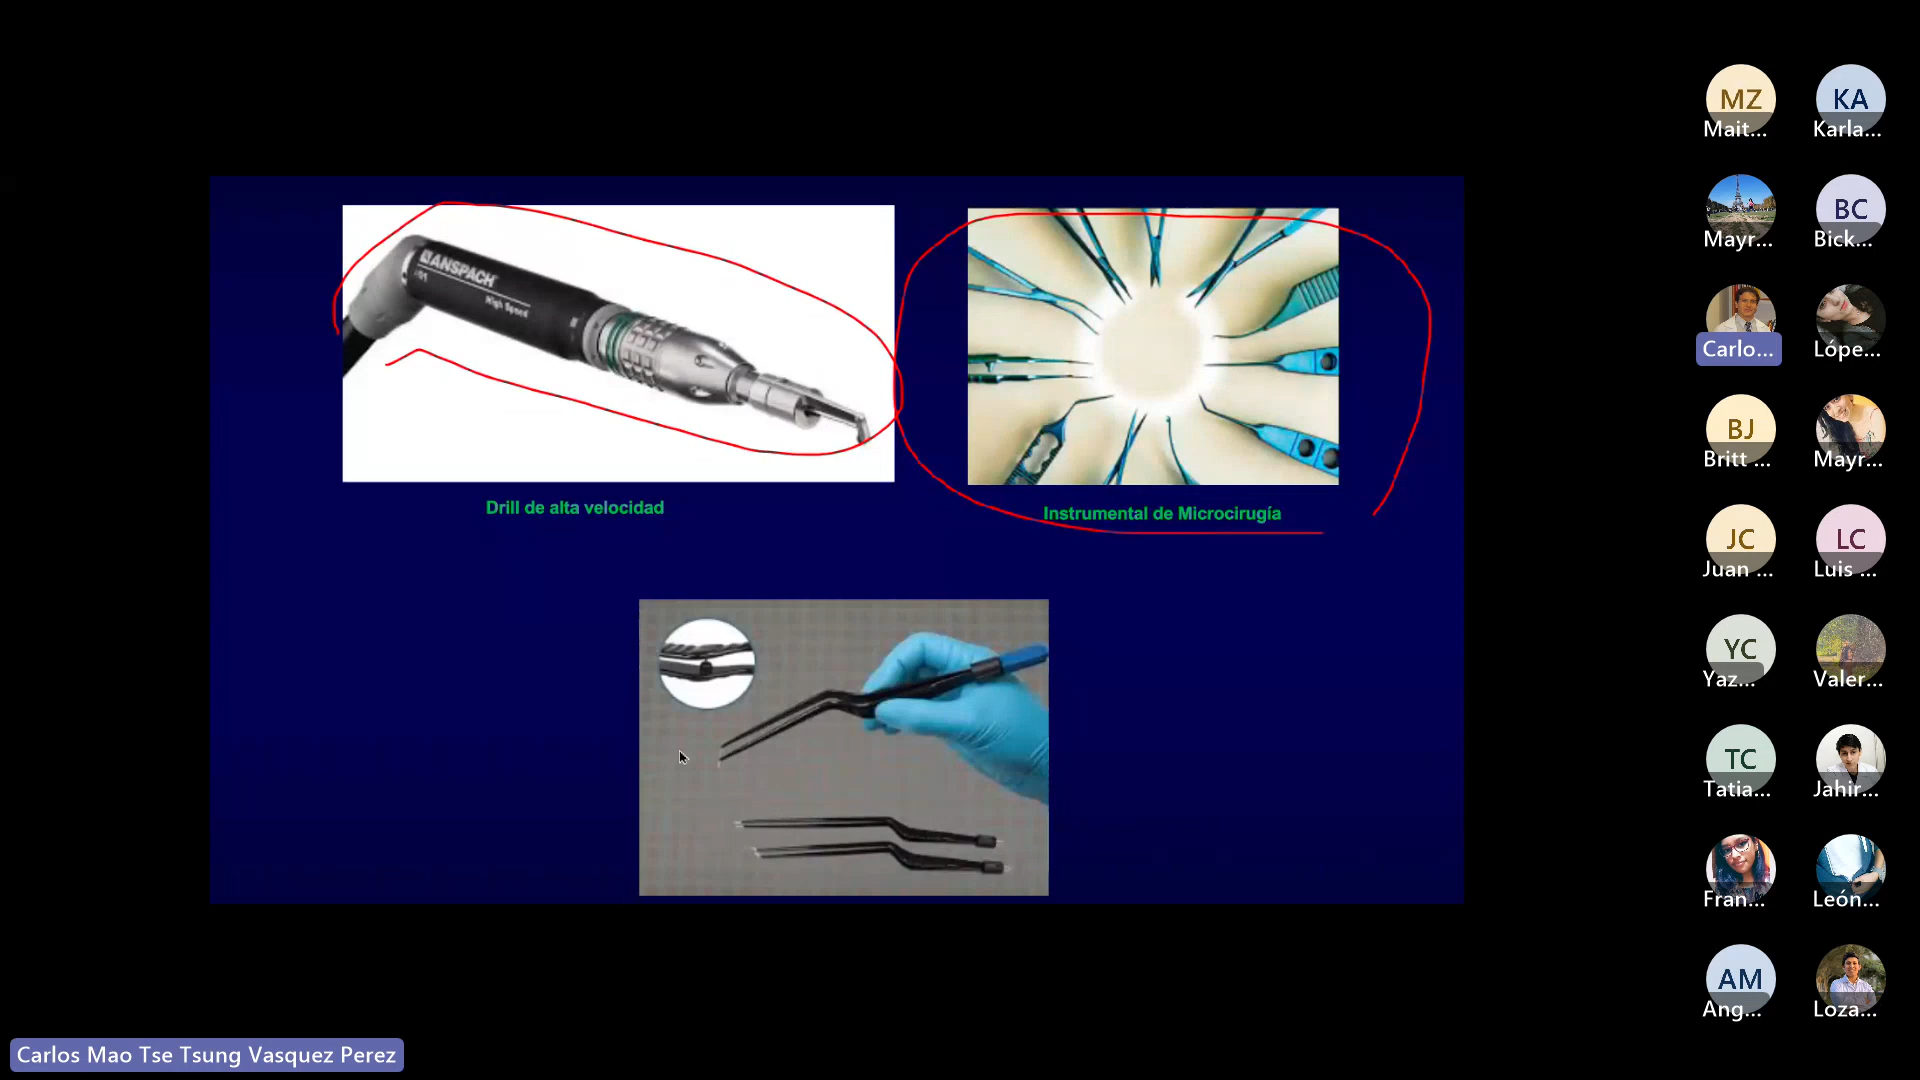 ANSPACH
High Speed
Drill de alta velocidad
Instrumental de Microcirugía
MZ
Mait...
KA
Karla...
Mayr...
BC
Bick...
Carlo...
Lópe...
BJ
Britt ...
Mayr...
JC
Juan ...
LC
Luis ...
YC
Yaz...
Valer...
TC
Tatia...
Jahir...
Fran...
León...
AM
Ang...
Loza...
Carlos Mao Tse Tsung Vasquez Perez